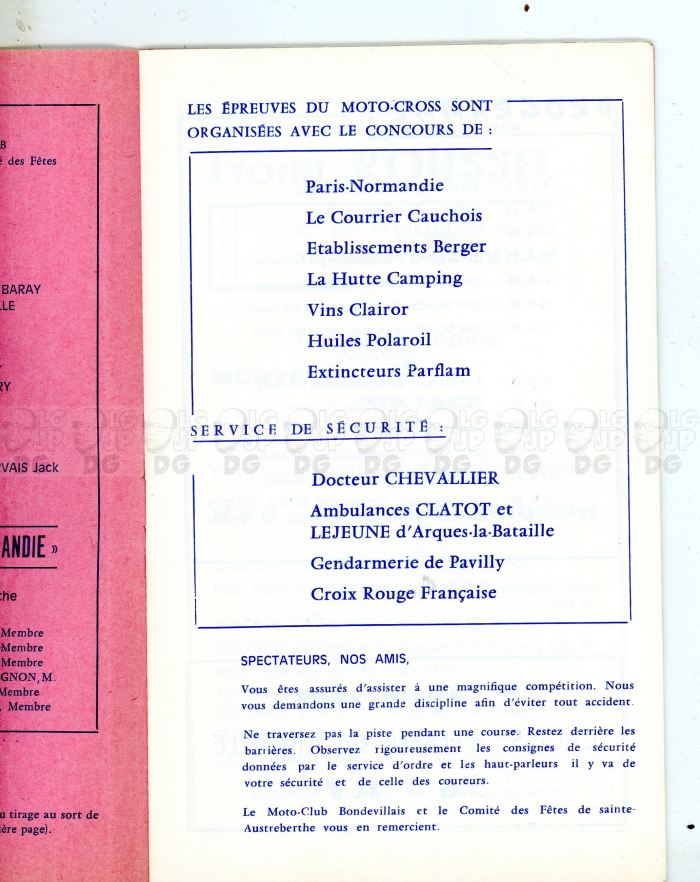 B
des Fêtes
BARAY
LLE
RY
VAIS Jack
ANDIE »
che
Membre
Membre
Membre
GNON, M.
Membre
, Membre
u tirage au sort de
ère page).
LES ÉPREUVES DU MOTO-CROSS SONT
ORGANISÉES AVEC LE CONCOURS DE :
Paris-Normandie
Le Courrier Cauchois
Etablissements Berger
La Hutte Camping
Vins Clairor
Huiles Polaroil
Extincteurs Parflam
SERVICE DE SÉCURITÉ :
Docteur CHEVALLIER
Ambulances CLATOT et
LEJEUNE d'Arques-la-Bataille
Gendarmerie de Pavilly
Croix Rouge Française
SPECTATEURS, NOS AMIS,
Vous êtes assurés d'assister à une magnifique compétition. Nous
vous demandons une grande discipline afin d'éviter tout accident.
Ne traversez pas la piste pendant une course. Restez derrière les
barrières. Observez rigoureusement les consignes de sécurité
données par le service d'ordre et les haut-parleurs il y va de
votre sécurité et de celle des coureurs.
Le Moto-Club Bondevillais et le Comité des Fêtes de sainte-
Austreberthe vous en remercient.
LG JP DG